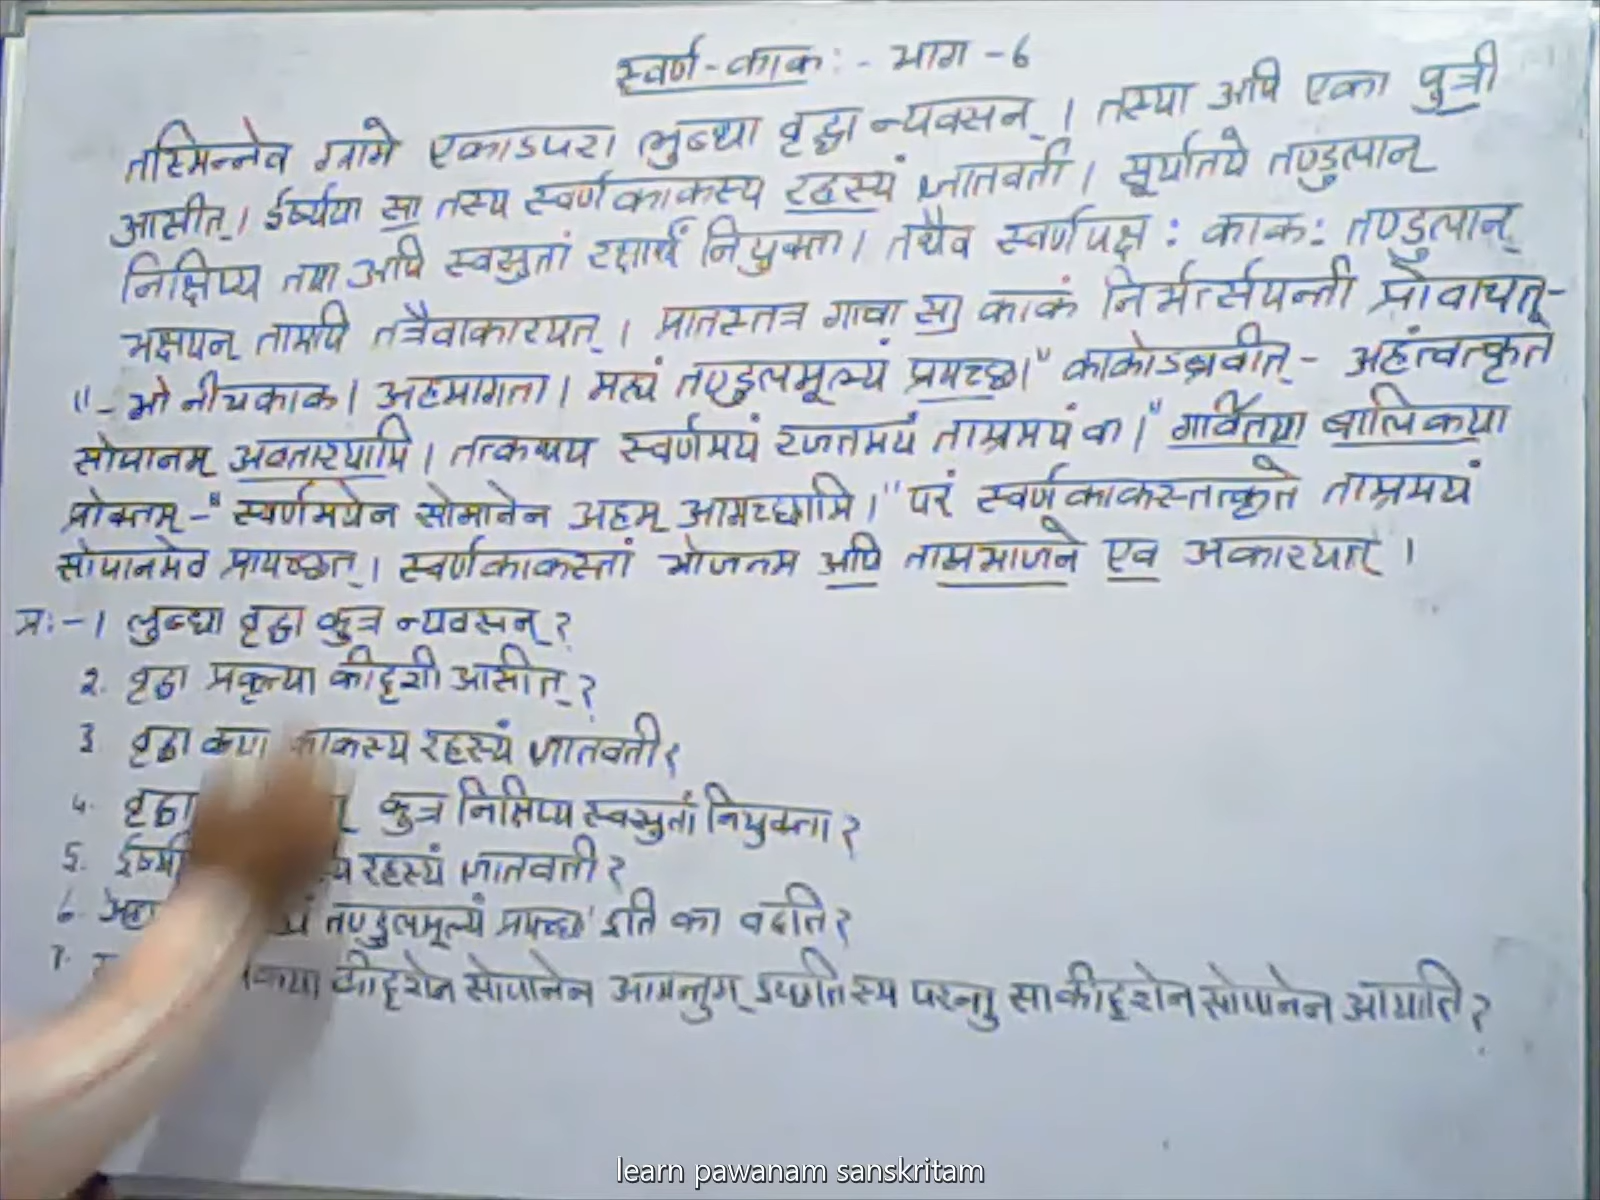 स्वर्ण-काक: - भाग - 6
तस्मिन्नेव ग्रामे एकाऽपरा लुब्धा वृद्धा न्यवसन् । तस्या अपि एका पुत्री
आसीत् । ईर्ष्यया सा तस्य स्वर्णकाकस्य रहस्यं ज्ञातवती । सूर्यातपे तण्डुलान्
निक्षिप्य तया अपि स्वसुतां रक्षार्थं नियुक्ता । तथैव स्वर्णपक्ष: काक: तण्डुलान्
भक्षयन् तामपि तत्रैवाकारयत् । प्रातस्तत्र गत्वा सा काकं निर्भर्त्सयन्ती प्रोवाचत्-
"- भो नीचकाक । अहमागता । मह्यं तण्डुलमूल्यं प्रयच्छ ।" काकोऽब्रवीत् - अहंत्वत्कृते
सोपानम् अवतारयामि । तत्कथय स्वर्णमयं रजतमयं ताम्रमयं वा ।" गर्वितया बालिकया
प्रोक्तम् - "स्वर्णमयेन सोपानेन अहम् आगच्छामि ।" परं स्वर्णकाकस्तत्कृते ताम्रमयं
सोपानमेव प्रायच्छत् । स्वर्णकाकस्तां भोजनम अपि ताम्रभाजने एव अकारयत् ।
प्र:- 1 लुब्धा वृद्धा कुत्र न्यवसन् ?
2. वृद्धा प्रकृत्या कीदृशी आसीत् ?
3. वृद्धा कया काकस्य रहस्यं ज्ञातवती ?
4. वृद्धा कुत्र निक्षिप्य स्वसुतां नियुक्ता ?
5. रहस्यं ज्ञातवती ?
6. तण्डुलमूल्यं प्रयच्छ' इति का वदति ?
7. कीदृशेन सोपानेन आगन्तुम् इच्छति स्म परन्तु सा कीदृशेन सोपानेन आयाति ?
learn pawanam sanskritam